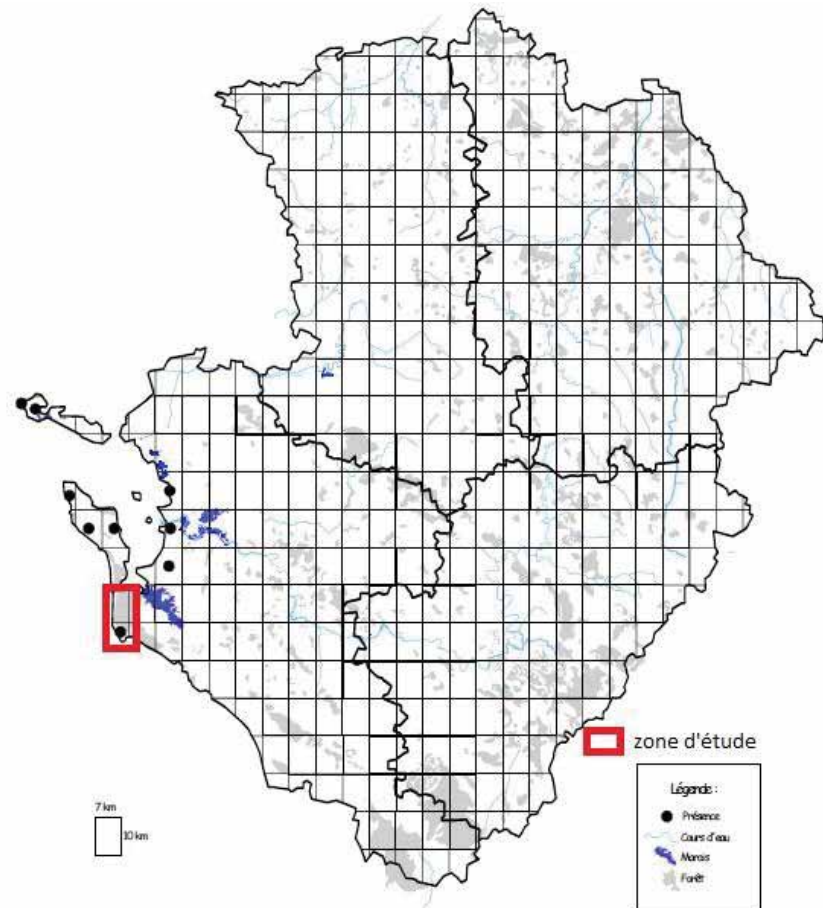 zone d'étude
7 km
10 km
Légende :
Présence
Cours d'eau
Marais
Forêt